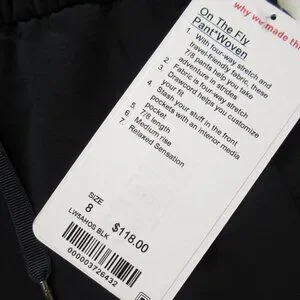 why we made th
On The Fly
Pant*Woven
1. With four-way stretch and
travel-friendly fabric, these
7/8 pants help you take
adventure in strides
2 Fabric is four-way stretch
3 Drawcord helps you customize
your fit
4 Stash your stuff in the front
pockets with an interior media
pocket
5 7/8 length
6 Medium rise
7 Relaxed Sensation
SIZE
8
$118.00
LW5AHOS BLK
000003726432